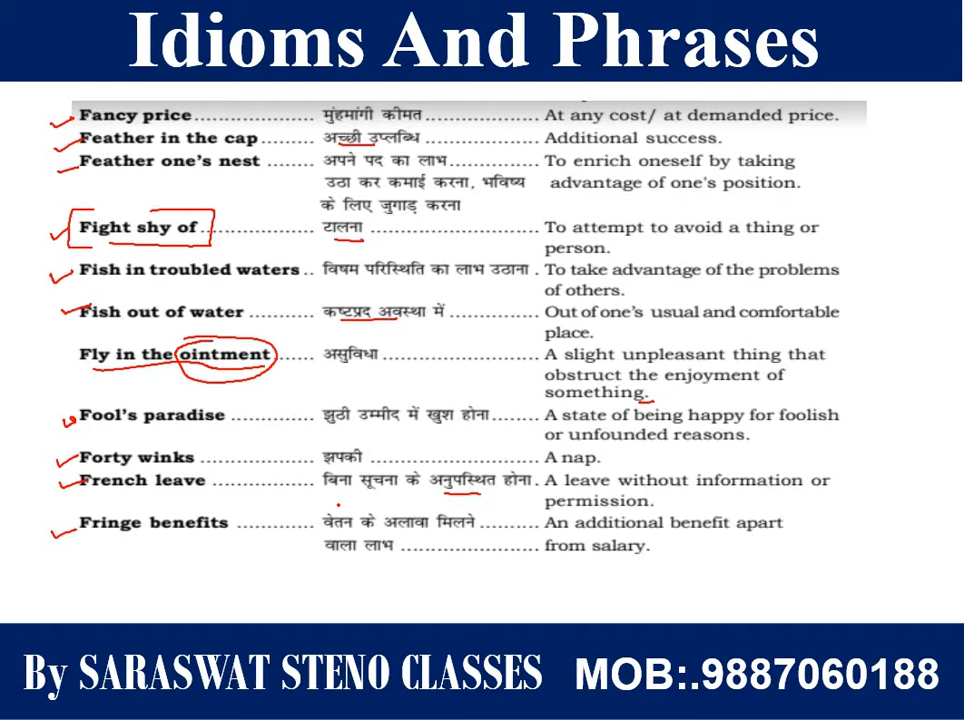 Idioms And Phrases
Fancy price.................... मुंहमांगी कीमत ................... At any cost/ at demanded price.
Feather in the cap......... अच्छी उप्लब्धि ................... Additional success.
Feather one's nest ........ अपने पद का लाभ............... To enrich oneself by taking
उठा कर कमाई करना, भविष्य advantage of one's position.
के लिए जुगाड़ करना
Fight shy of................... टालना ............................ To attempt to avoid a thing or
person.
Fish in troubled waters.. विषम परिस्थिति का लाभ उठाना . To take advantage of the problems
of others.
Fish out of water ........... कष्टप्रद अवस्था में ............... Out of one's usual and comfortable
place.
Fly in the ointment ...... असुविधा .......................... A slight unpleasant thing that
obstruct the enjoyment of
something.
Fool's paradise .............. झुठी उम्मीद में खुश होना........ A state of being happy for foolish
or unfounded reasons.
Forty winks ................... झपकी ............................ A nap.
French leave ................. बिना सूचना के अनुपस्थित होना. A leave without information or
permission.
Fringe benefits ............. वेतन के अलावा मिलने .......... An additional benefit apart
वाला लाभ ....................... from salary.
By SARASWAT STENO CLASSES MOB:.9887060188